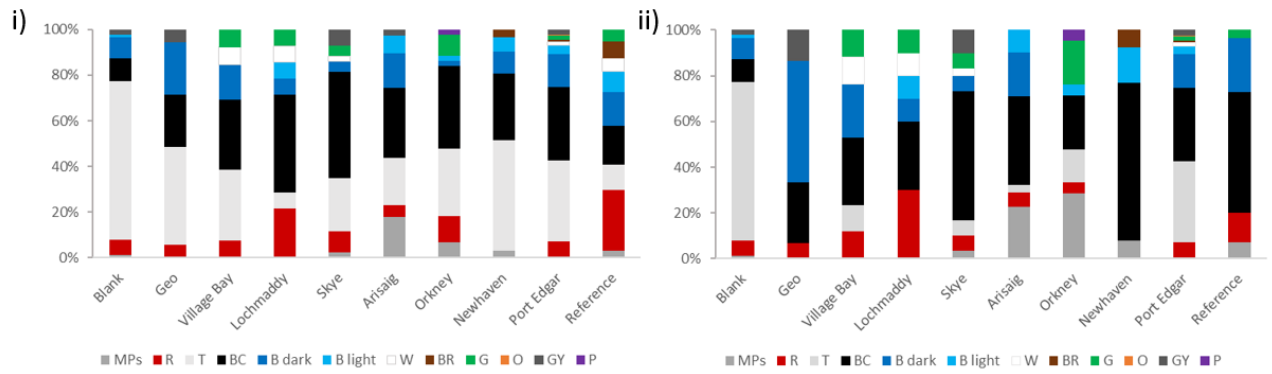 i)
ii)
100%
80%
60%
40%
20%
0%
Blank
Geo
Village Bay
Lochmaddy
Skye
Arisaig
Orkney
Newhaven
Port Edgar
Reference
MPs R T BC B dark B light W BR G O GY P
100%
80%
60%
40%
20%
0%
Blank
Geo
Village Bay
Lochmaddy
Skye
Arisaig
Orkney
Newhaven
Port Edgar
Reference
MPs R T BC B dark B light W BR G O GY P